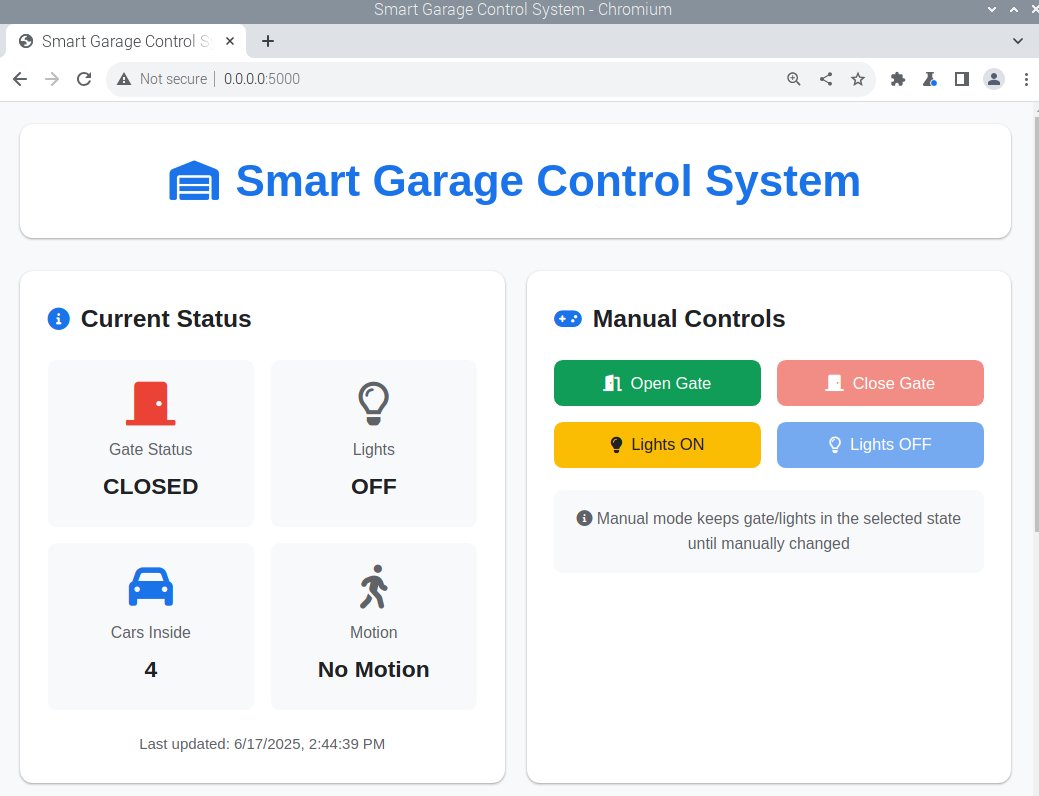 Smart Garage Control System - Chromium
Smart Garage Control S
Not secure | 0.0.0.0:5000
Smart Garage Control System
Current Status
Gate Status
CLOSED
Lights
OFF
Cars Inside
4
Motion
No Motion
Last updated: 6/17/2025, 2:44:39 PM
Manual Controls
Open Gate
Close Gate
Lights ON
Lights OFF
Manual mode keeps gate/lights in the selected state
until manually changed